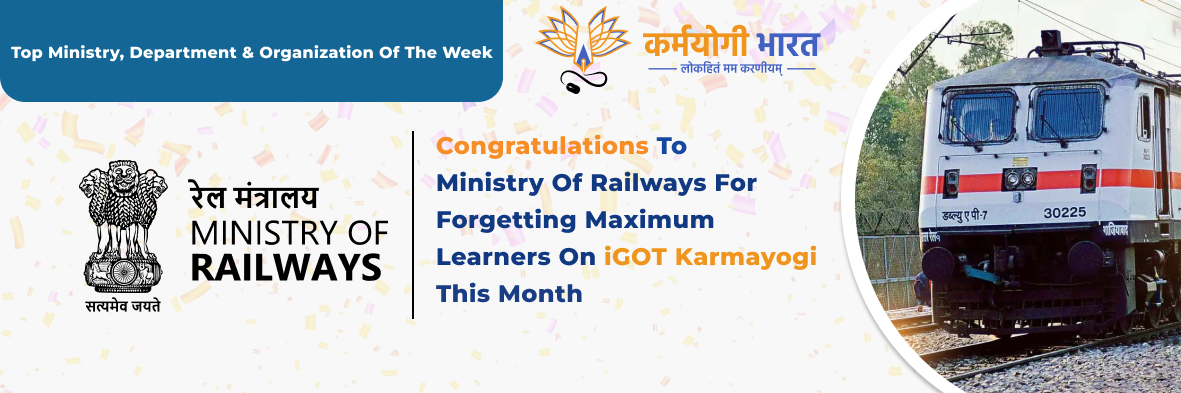 Top Ministry, Department & Organization Of The Week
कर्मयोगी भारत
लोकहितं मम करणीयम्
रेल मंत्रालय
MINISTRY OF
RAILWAYS
सत्यमेव जयते
Congratulations To
Ministry Of Railways For
Forgetting Maximum
Learners On iGOT Karmayogi
This Month
डब्ल्यु ए पी-7
30225
गाजियाबाद